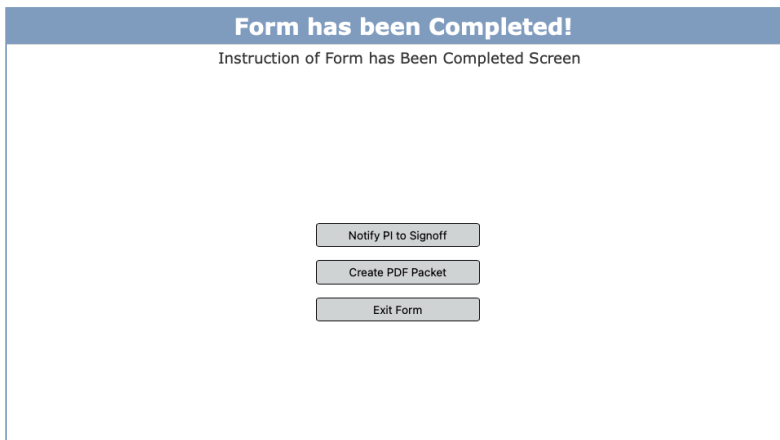 Form has been Completed!
Instruction of Form has Been Completed Screen
Notify PI to Signoff
Create PDF Packet
Exit Form